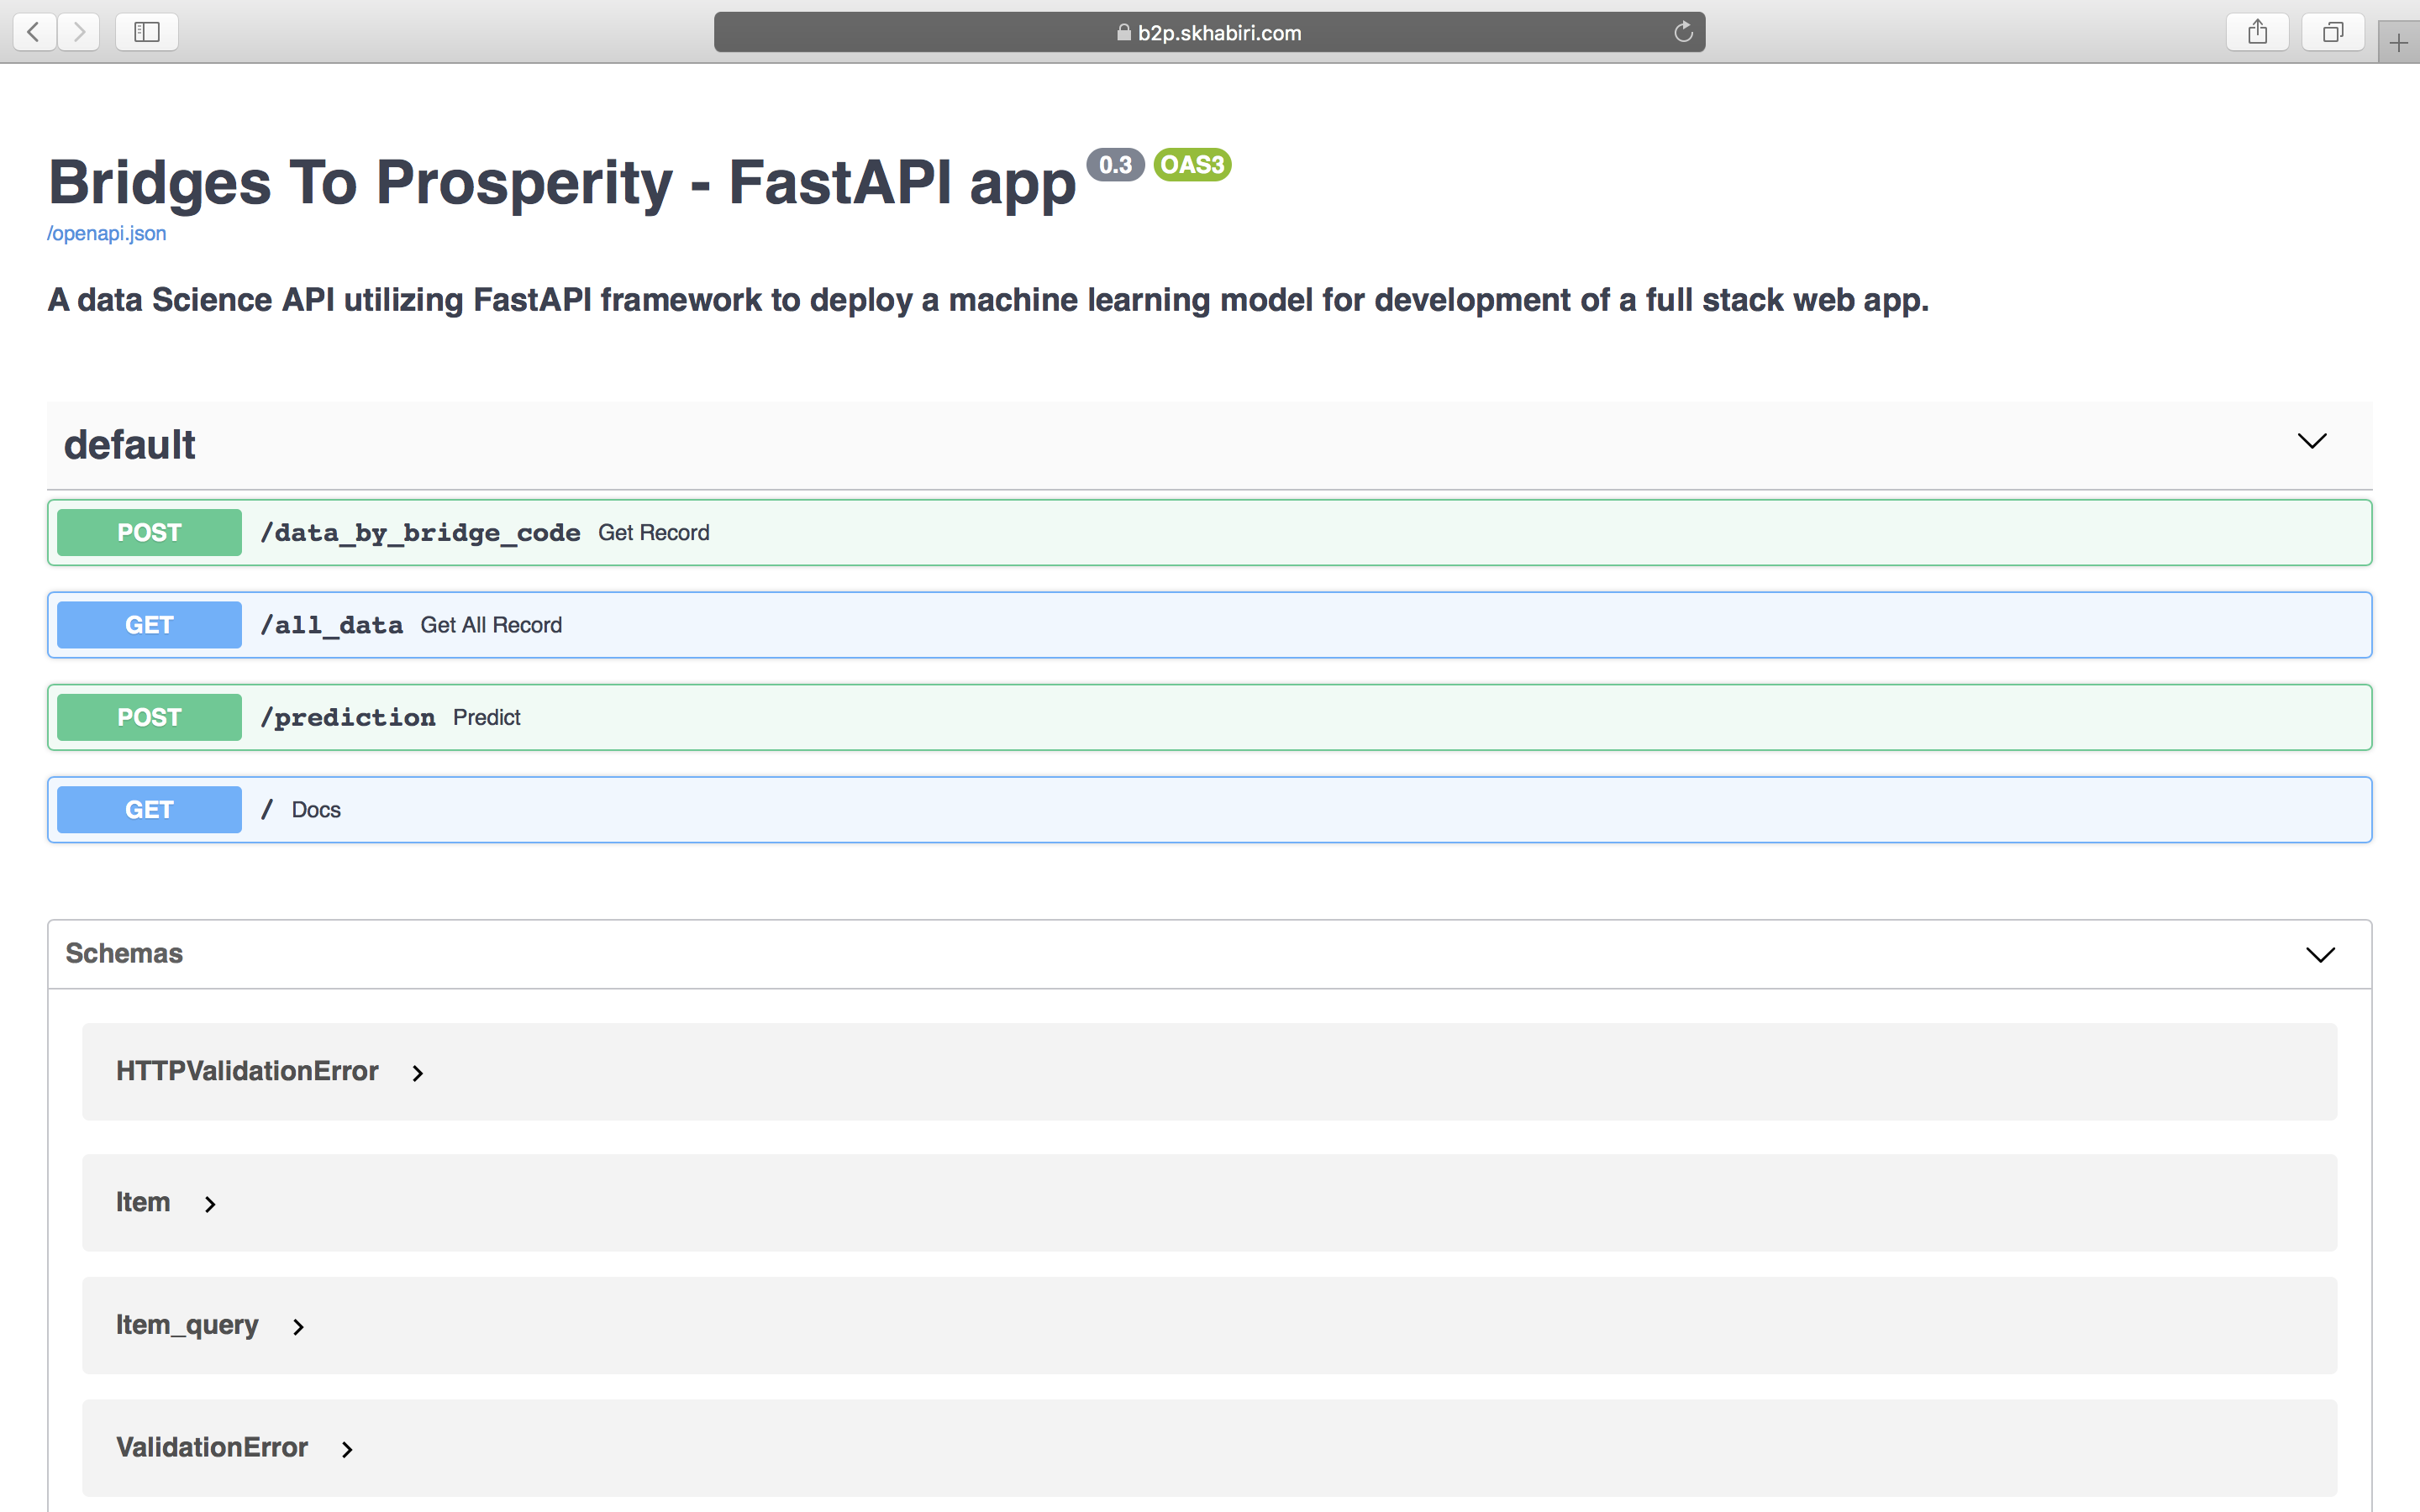 b2p.skhabiri.com
Bridges To Prosperity - FastAPI app 0.3 OAS3
/openapi.json
A data Science API utilizing FastAPI framework to deploy a machine learning model for development of a full stack web app.
default
POST /data_by_bridge_code Get Record
GET /all_data Get All Record
POST /prediction Predict
GET / Docs
Schemas
HTTPValidationError
Item
Item_query
ValidationError